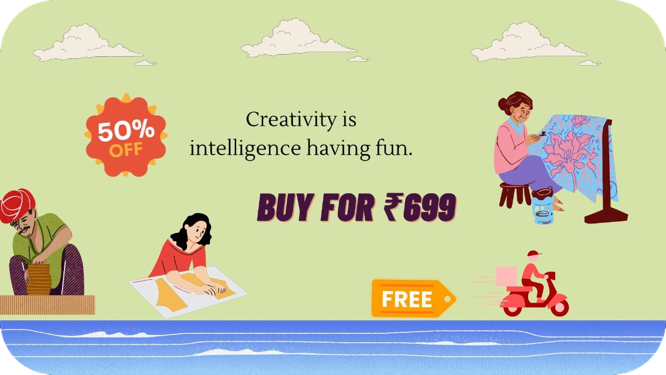 50%
OFF
Creativity is
intelligence having fun.
BUY FOR ₹699
FREE